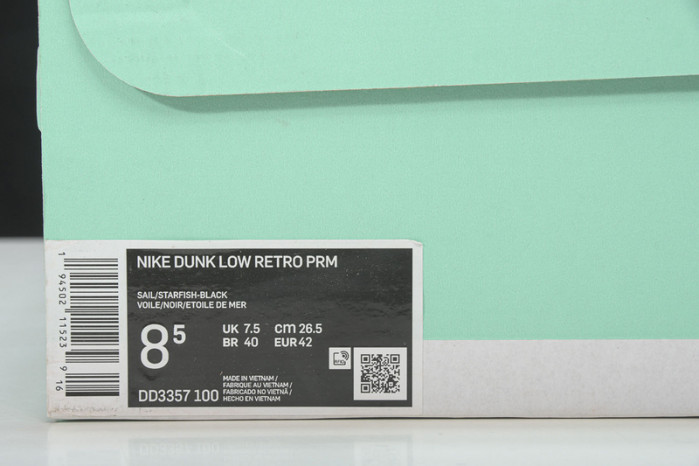 1 94502 11523 9 16
NIKE DUNK LOW RETRO PRM
SAIL/STARFISH-BLACK
VOILE/NOIR/ETOILE DE MER
8 5
UK 7.5 cm 26.5
BR 40 EUR 42
DD3357 100
MADE IN VIETNAM /
FABRIQUE AU VIETNAM /
FABRICADO NO VIETNÃ /
HECHO EN VIETNAM